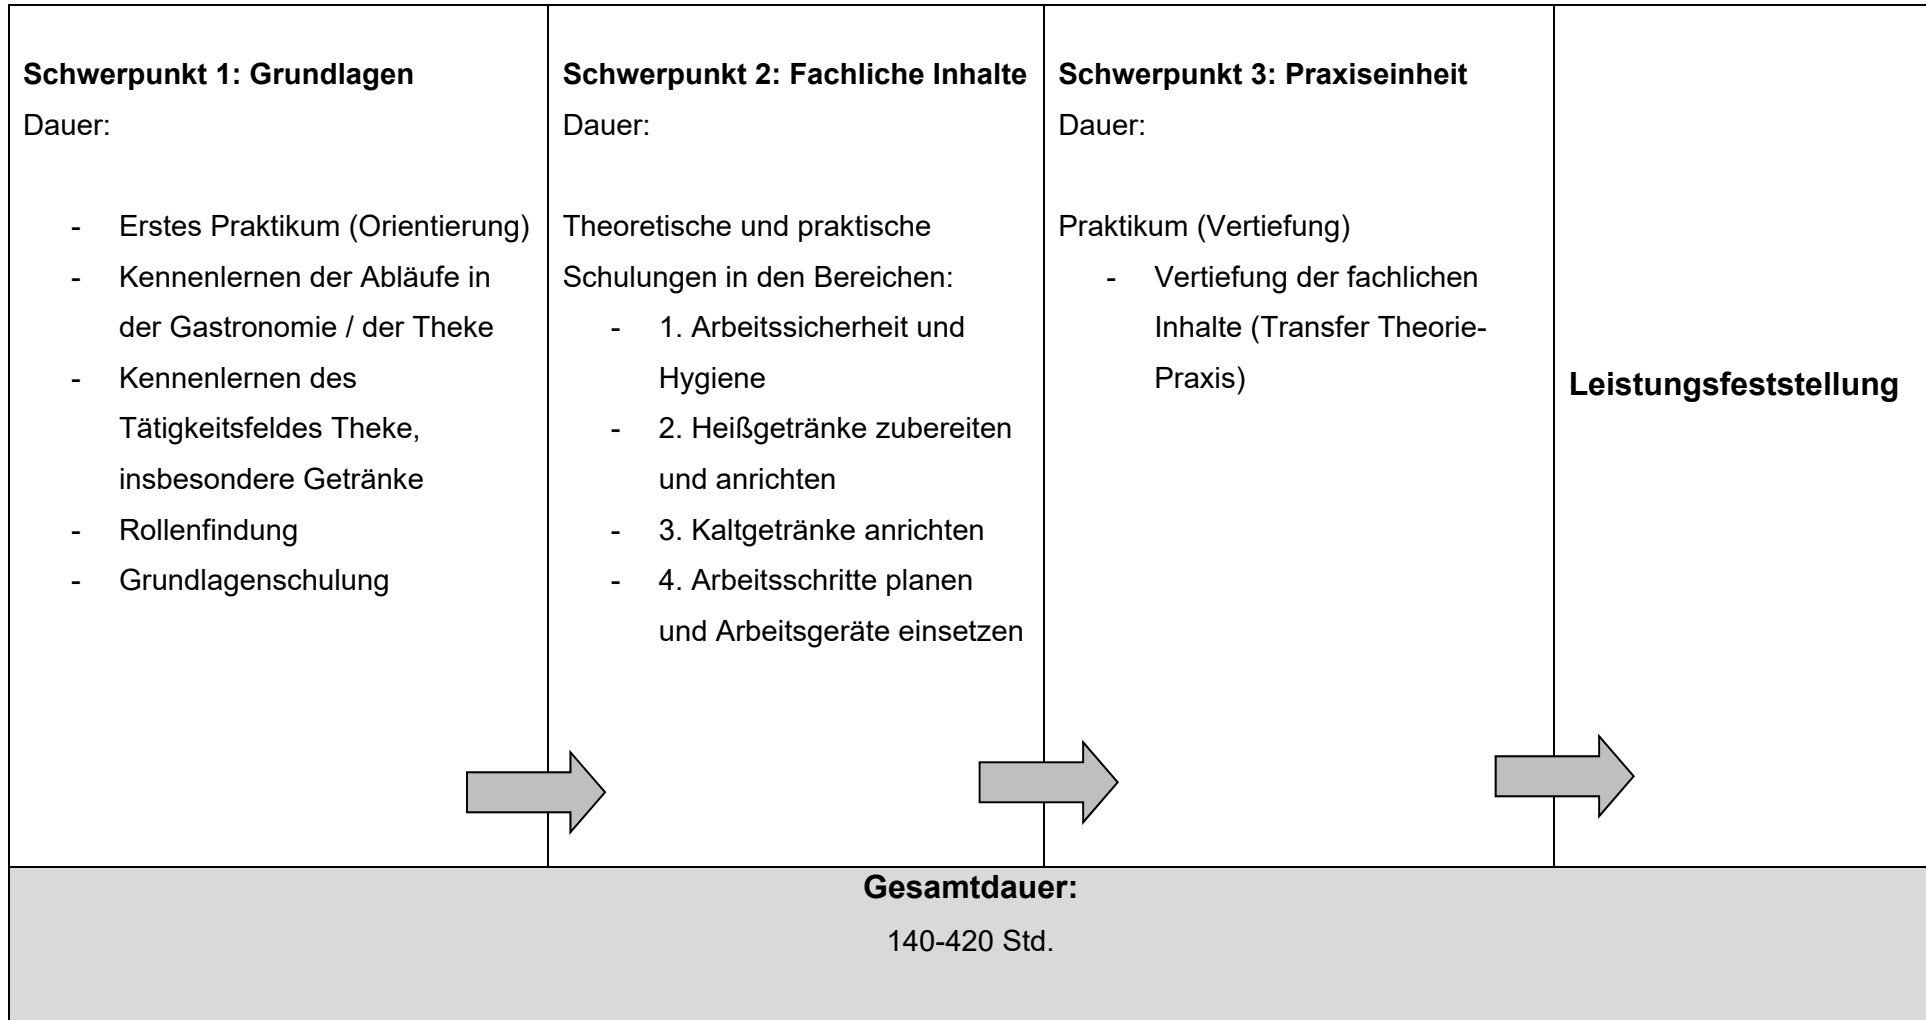 Schwerpunkt 1: Grundlagen
Dauer:
- Erstes Praktikum (Orientierung)
- Kennenlernen der Abläufe in
der Gastronomie / der Theke
- Kennenlernen des
Tätigkeitsfeldes Theke,
insbesondere Getränke
- Rollenfindung
- Grundlagenschulung
Schwerpunkt 2: Fachliche Inhalte
Dauer:
Theoretische und praktische
Schulungen in den Bereichen:
- 1. Arbeitssicherheit und
Hygiene
- 2. Heißgetränke zubereiten
und anrichten
- 3. Kaltgetränke anrichten
- 4. Arbeitsschritte planen
und Arbeitsgeräte einsetzen
Schwerpunkt 3: Praxiseinheit
Dauer:
Praktikum (Vertiefung)
- Vertiefung der fachlichen
Inhalte (Transfer Theorie-
Praxis)
Leistungsfeststellung
Gesamtdauer:
140-420 Std.